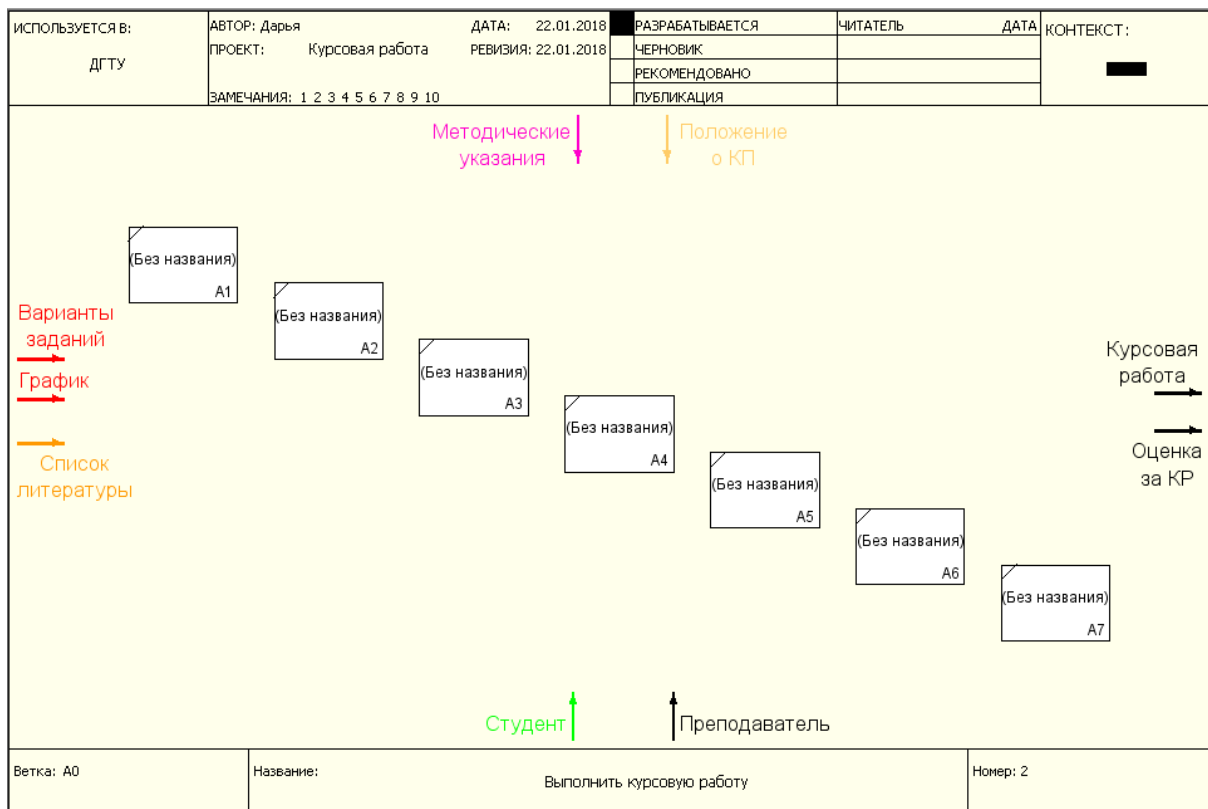 ИСПОЛЬЗУЕТСЯ В:
ДГТУ
АВТОР: Дарья
ДАТА: 22.01.2018
ПРОЕКТ: Курсовая работа
РЕВИЗИЯ: 22.01.2018
ЗАМЕЧАНИЯ: 1 2 3 4 5 6 7 8 9 10
РАЗРАБАТЫВАЕТСЯ
ЧЕРНОВИК
РЕКОМЕНДОВАНО
ПУБЛИКАЦИЯ
ЧИТАТЕЛЬ ДАТА
КОНТЕКСТ:
Методические
указания
Положение
о КП
(Без названия)
A1
(Без названия)
A2
(Без названия)
A3
(Без названия)
A4
(Без названия)
A5
(Без названия)
A6
(Без названия)
A7
Варианты
заданий
График
Список
литературы
Курсовая
работа
Оценка
за КР
Студент
Преподаватель
Ветка: A0
Название:
Выполнить курсовую работу
Номер: 2